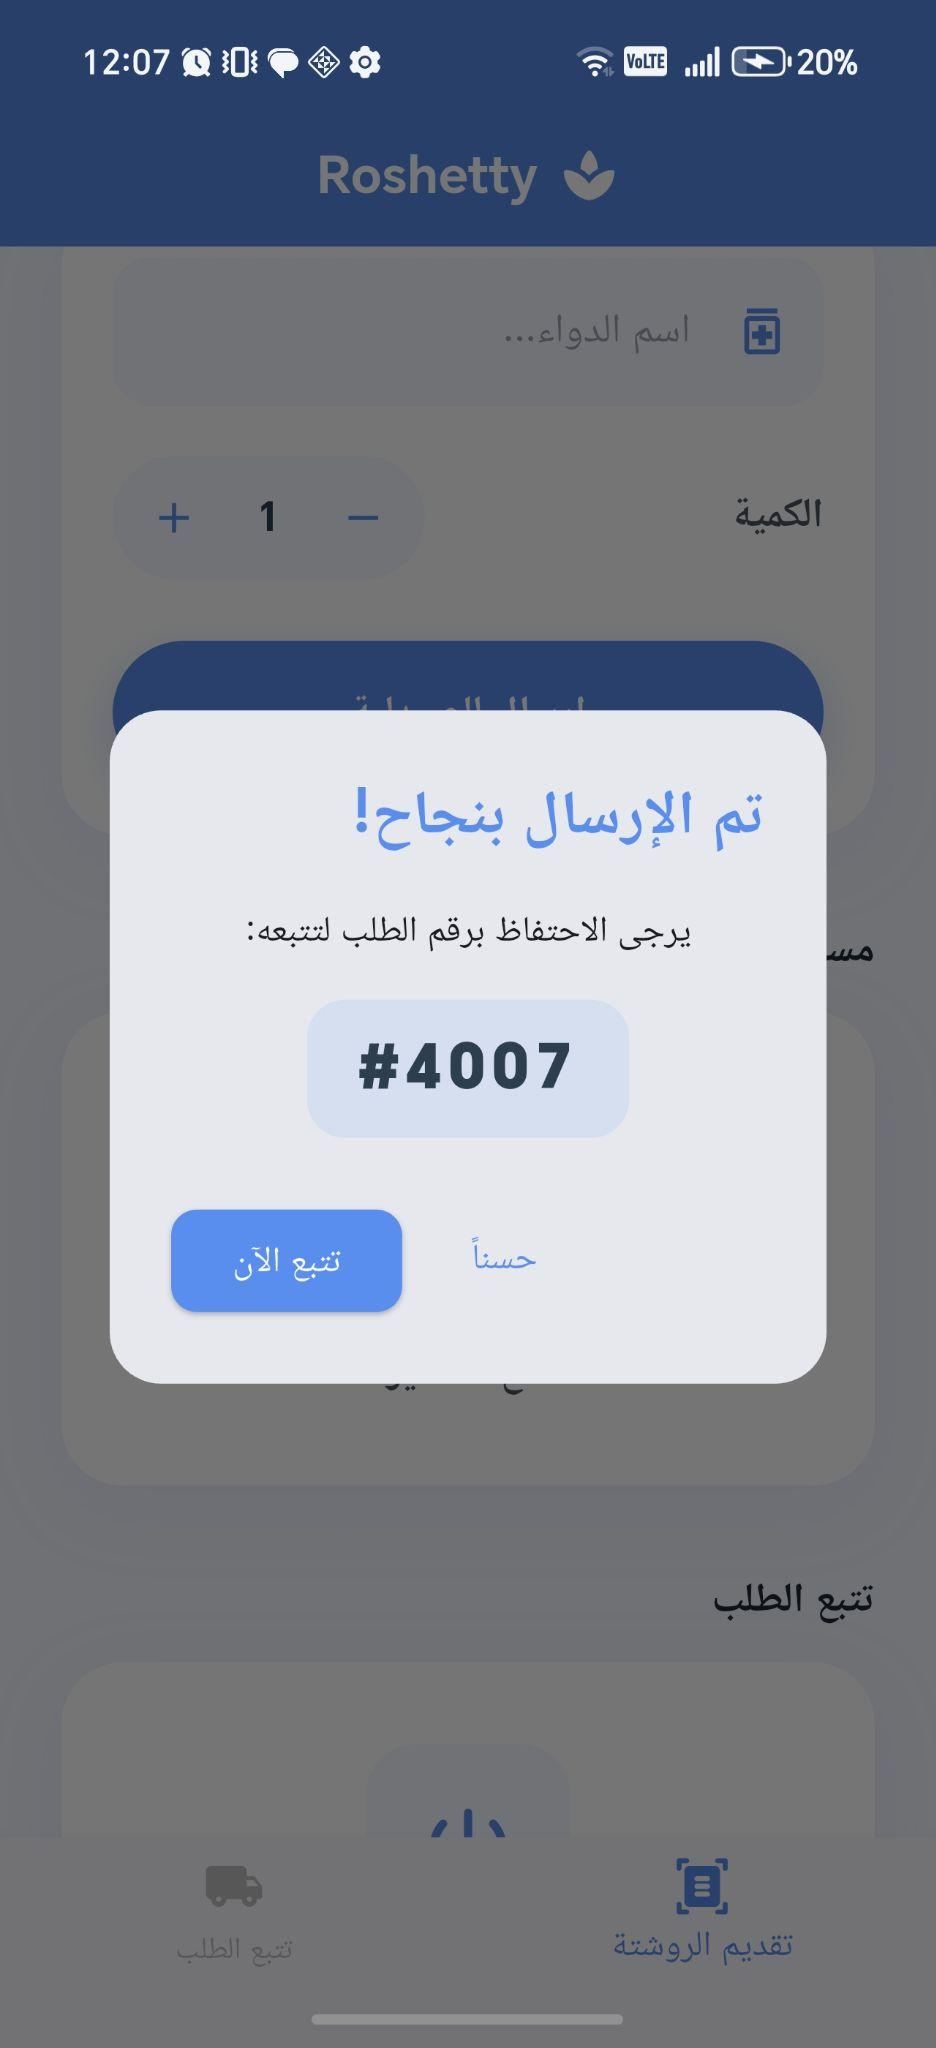 12:07
VoLTE
20%
Roshetty
اسم الدواء...
الكمية
+ 1 −
تم الإرسال بنجاح!
يرجى الاحتفاظ برقم الطلب لتتبعه:
#4007
حسناً
تتبع الآن
تتبع الطلب
تقديم الروشتة
تتبع الطلب